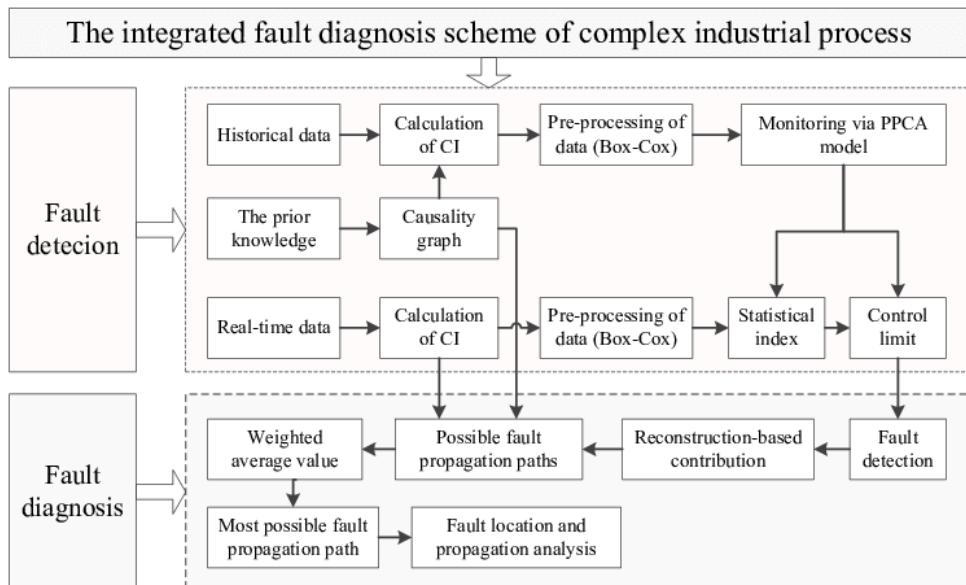 The integrated fault diagnosis scheme of complex industrial process
Fault
detecion
Historical data
Calculation
of CI
Pre-processing of
data (Box-Cox)
Monitoring via PPCA
model
The prior
knowledge
Causality
graph
Real-time data
Calculation
of CI
Pre-processing of
data (Box-Cox)
Statistical
index
Control
limit
Fault
diagnosis
Weighted
average value
Possible fault
propagation paths
Reconstruction-based
contribution
Fault
detection
Most possible fault
propagation path
Fault location and
propagation analysis